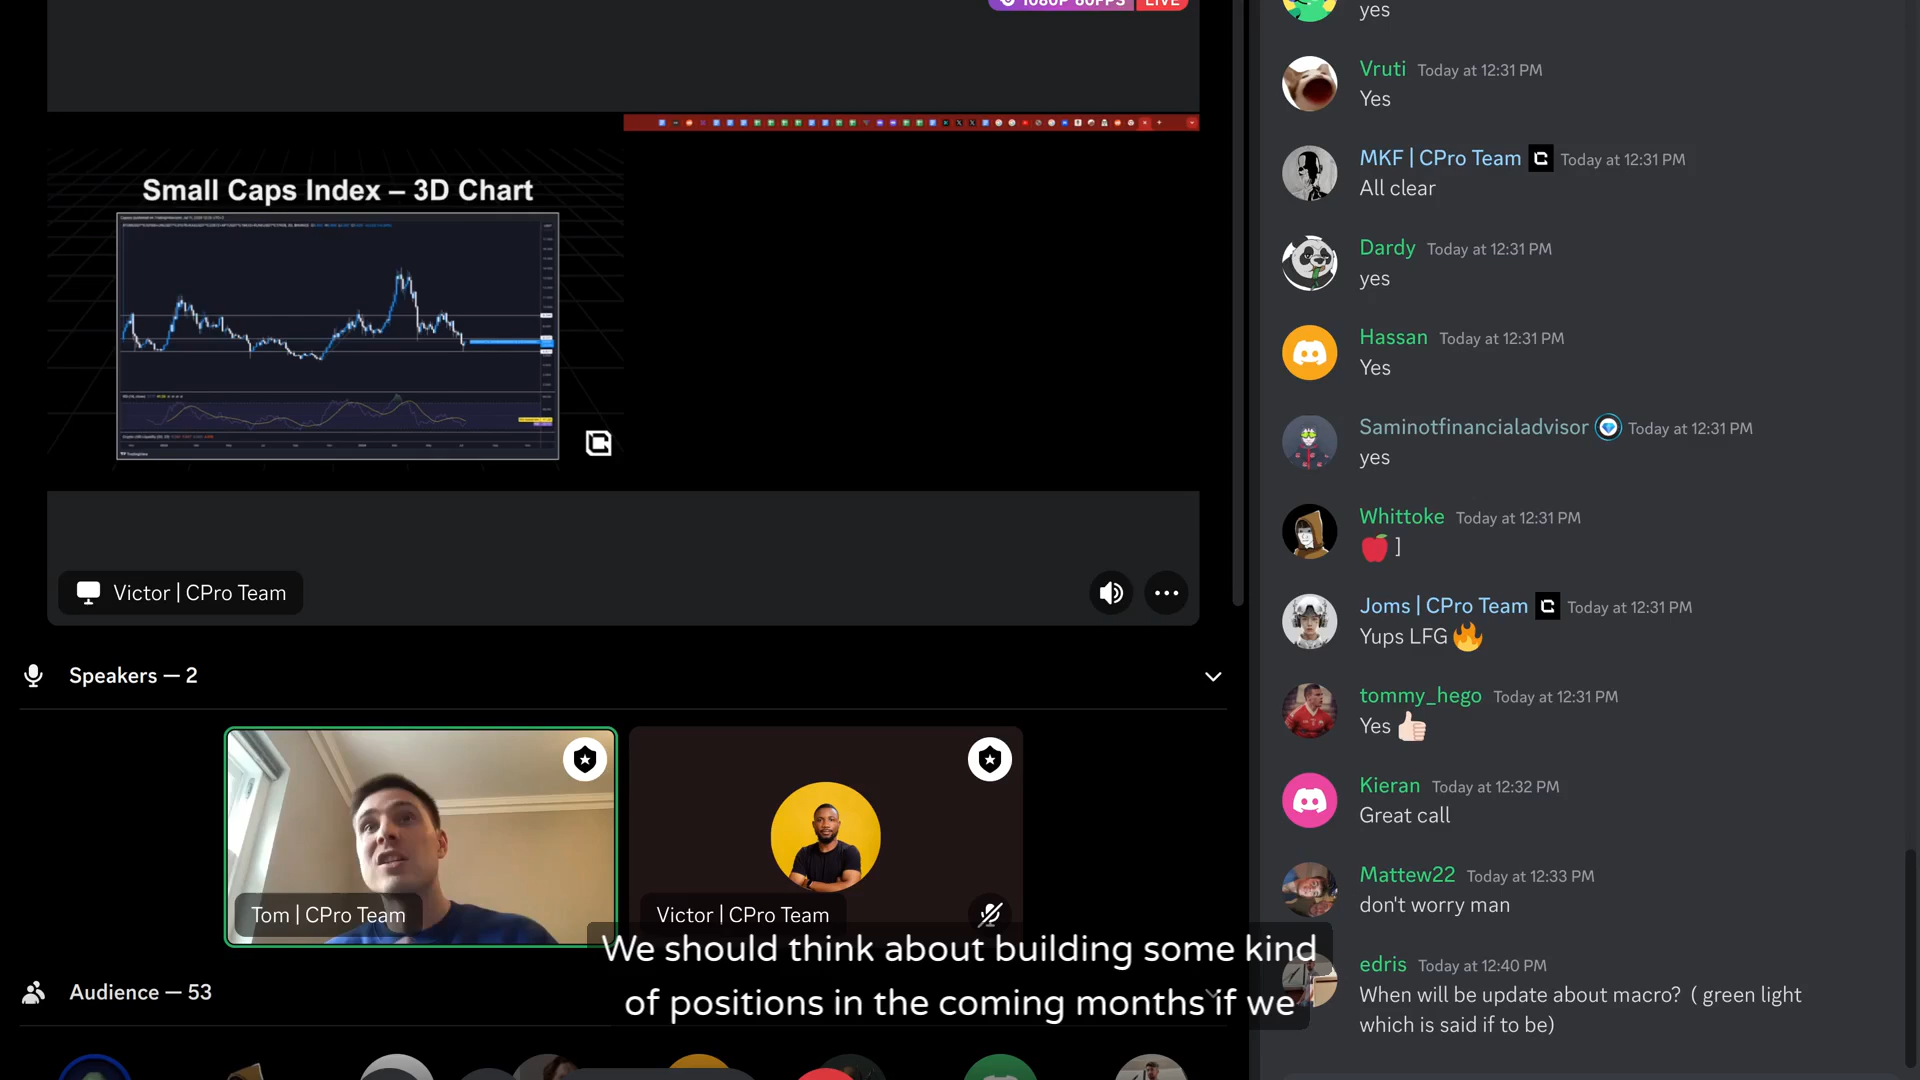 1080P 60FPS
LIVE
Small Caps Index – 3D Chart
Victor | CPro Team
Speakers — 2
Tom | CPro Team
Victor | CPro Team
Audience — 53
We should think about building some kind
of positions in the coming months if we
yes
Vruti Today at 12:31 PM
Yes
MKF | CPro Team Today at 12:31 PM
All clear
Dardy Today at 12:31 PM
yes
Hassan Today at 12:31 PM
Yes
Saminotfinancialadvisor Today at 12:31 PM
yes
Whittoke Today at 12:31 PM
🍎 ]
Joms | CPro Team Today at 12:31 PM
Yups LFG 🔥
tommy_hego Today at 12:31 PM
Yes 👍🏻
Kieran Today at 12:32 PM
Great call
Mattew22 Today at 12:33 PM
don't worry man
edris Today at 12:40 PM
When will be update about macro? ( green light
which is said if to be)